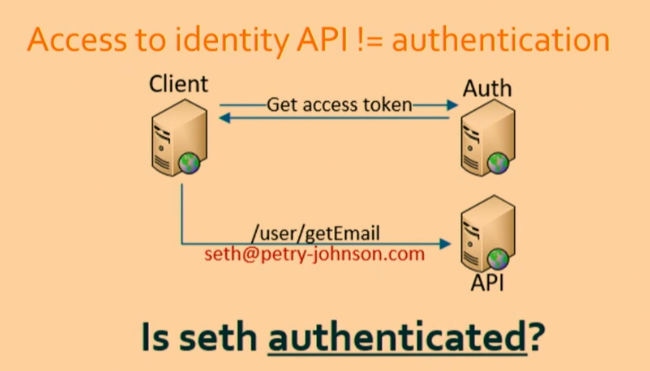 Access to identity API != authentication
Client
Auth
Get access token
/user/getEmail
seth@petry-johnson.com
API
Is seth authenticated?